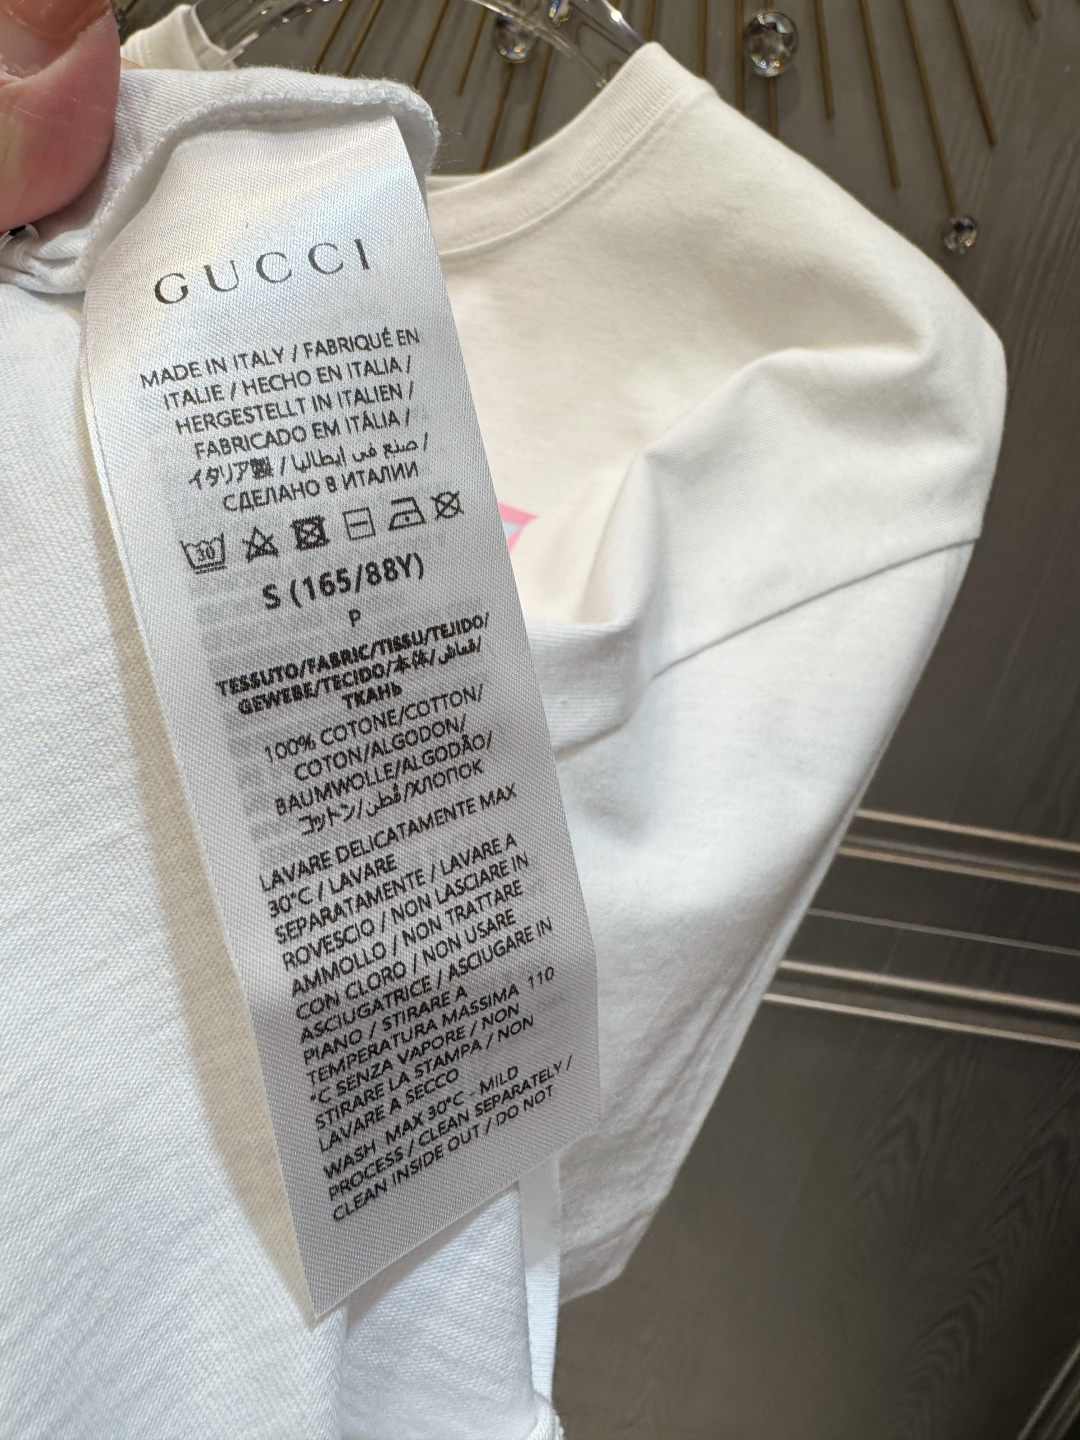 GUCCI
MADE IN ITALY / FABRIQUÉ EN
ITALIE / HECHO EN ITALIA /
HERGESTELLT IN ITALIEN /
FABRICADO EM ITÁLIA /
イタリア製 / صنع في ايطاليا /
СДЕЛАНО В ИТАЛИИ
30
S (165/88Y)
P
TESSUTO/FABRIC/TISSU/TEJIDO/
GEWEBE/TECIDO/本体/قماش/
ТКАНЬ
100% COTONE/COTTON/
COTON/ALGODON/
BAUMWOLLE/ALGODÃO/
コットン/قطن/ХЛОПОК
LAVARE DELICATAMENTE MAX
30°C / LAVARE
SEPARATAMENTE / LAVARE A
ROVESCIO / NON LASCIARE IN
AMMOLLO / NON TRATTARE
CON CLORO / NON USARE
ASCIUGATRICE / ASCIUGARE IN
PIANO / STIRARE A
TEMPERATURA MASSIMA 110
°C SENZA VAPORE / NON
STIRARE LA STAMPA / NON
LAVARE A SECCO
WASH MAX 30°C - MILD
PROCESS / CLEAN SEPARATELY /
CLEAN INSIDE OUT / DO NOT